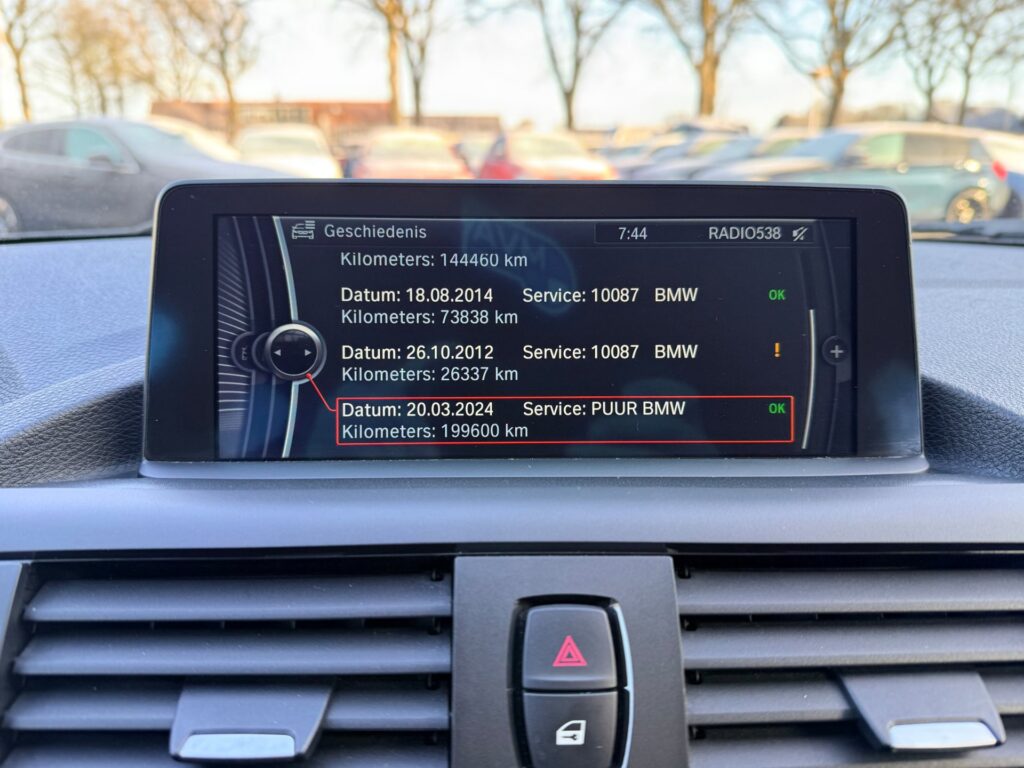 Geschiedenis 7:44 RADIO538
Kilometers: 144460 km
Datum: 18.08.2014 Service: 10087 BMW OK
Kilometers: 73838 km
Datum: 26.10.2012 Service: 10087 BMW !
Kilometers: 26337 km
Datum: 20.03.2024 Service: PUUR BMW OK
Kilometers: 199600 km